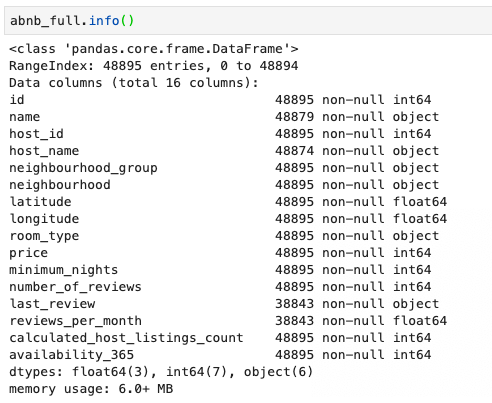 abnb_full.info()
<class 'pandas.core.frame.DataFrame'>
RangeIndex: 48895 entries, 0 to 48894
Data columns (total 16 columns):
id                                48895 non-null int64
name                              48879 non-null object
host_id                           48895 non-null int64
host_name                         48874 non-null object
neighbourhood_group               48895 non-null object
neighbourhood                     48895 non-null object
latitude                          48895 non-null float64
longitude                         48895 non-null float64
room_type                         48895 non-null object
price                             48895 non-null int64
minimum_nights                    48895 non-null int64
number_of_reviews                 48895 non-null int64
last_review                       38843 non-null object
reviews_per_month                 38843 non-null float64
calculated_host_listings_count    48895 non-null int64
availability_365                  48895 non-null int64
dtypes: float64(3), int64(7), object(6)
memory usage: 6.0+ MB